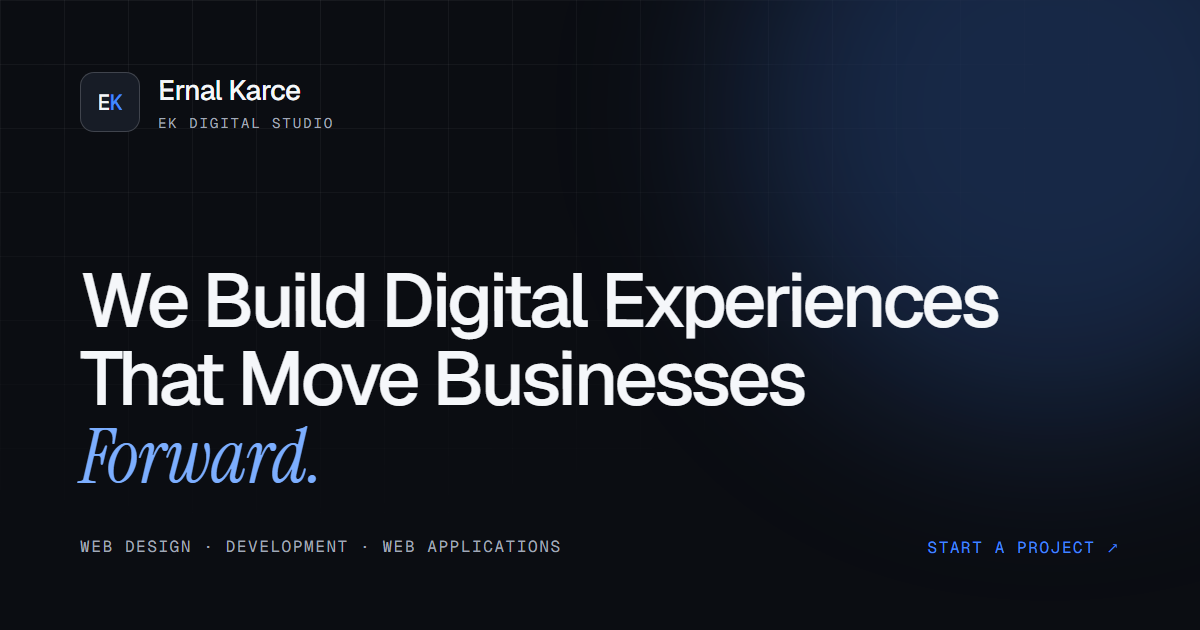 EK
Ernal Karce
EK DIGITAL STUDIO
We Build Digital Experiences
That Move Businesses
Forward.
WEB DESIGN · DEVELOPMENT · WEB APPLICATIONS
START A PROJECT ↗